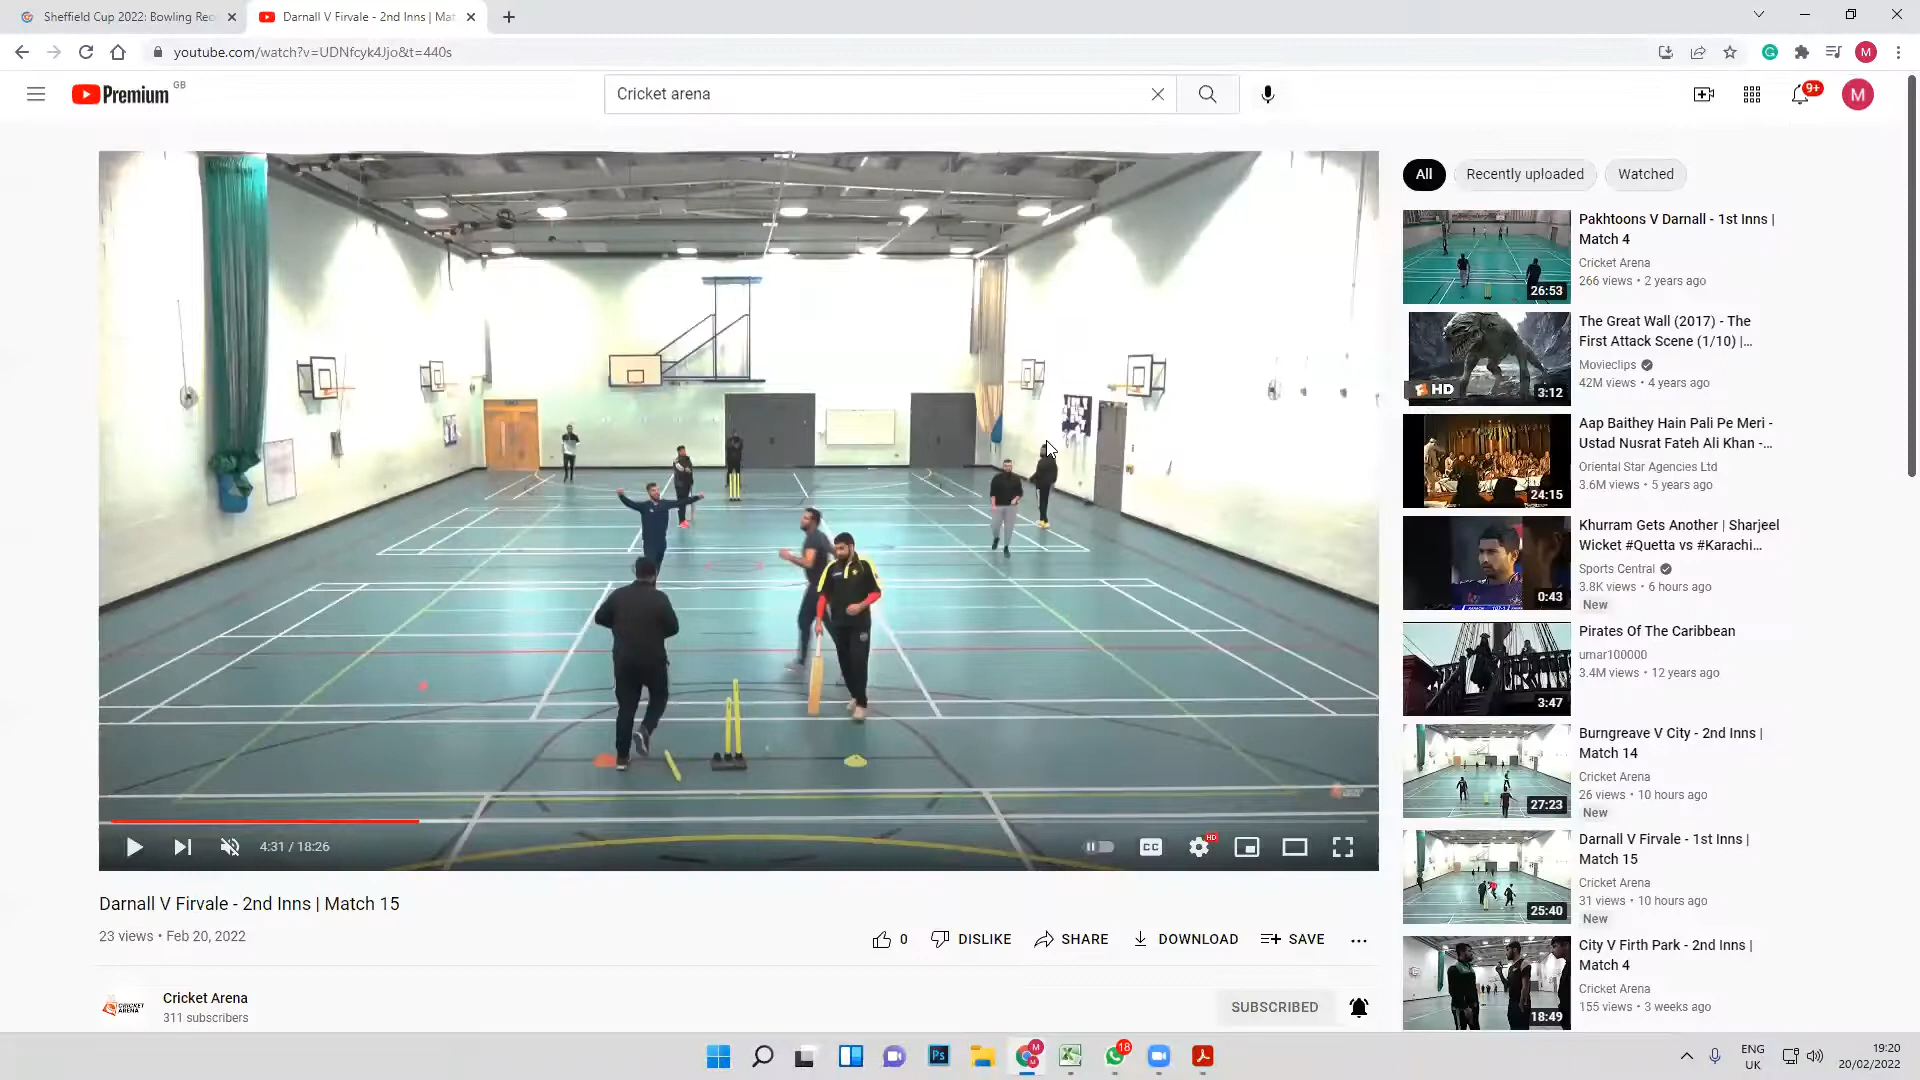 Sheffield Cup 2022: Bowling Rec
Darnall V Firvale - 2nd Inns | Mat
youtube.com/watch?v=UDNfcyk4Jjo&t=440s
M
Premium GB
Cricket arena
9+
M
All
Recently uploaded
Watched
Pakhtoons V Darnall - 1st Inns |
Match 4
Cricket Arena
266 views • 2 years ago
26:53
The Great Wall (2017) - The
First Attack Scene (1/10) |...
Movieclips
42M views • 4 years ago
HD
3:12
Aap Baithey Hain Pali Pe Meri -
Ustad Nusrat Fateh Ali Khan -...
Oriental Star Agencies Ltd
3.6M views • 5 years ago
24:15
Khurram Gets Another | Sharjeel
Wicket #Quetta vs #Karachi...
Sports Central
3.8K views • 6 hours ago
New
0:43
Pirates Of The Caribbean
umar100000
3.4M views • 12 years ago
3:47
Burngreave V City - 2nd Inns |
Match 14
Cricket Arena
26 views • 10 hours ago
New
27:23
Darnall V Firvale - 1st Inns |
Match 15
Cricket Arena
31 views • 10 hours ago
New
25:40
City V Firth Park - 2nd Inns |
Match 4
Cricket Arena
155 views • 3 weeks ago
18:49
4:31 / 18:26
CC
HD
Darnall V Firvale - 2nd Inns | Match 15
23 views • Feb 20, 2022
0
DISLIKE
SHARE
DOWNLOAD
SAVE
CRICKET
ARENA
Cricket Arena
311 subscribers
SUBSCRIBED
Ps
M
18
ENG
UK
19:20
20/02/2022